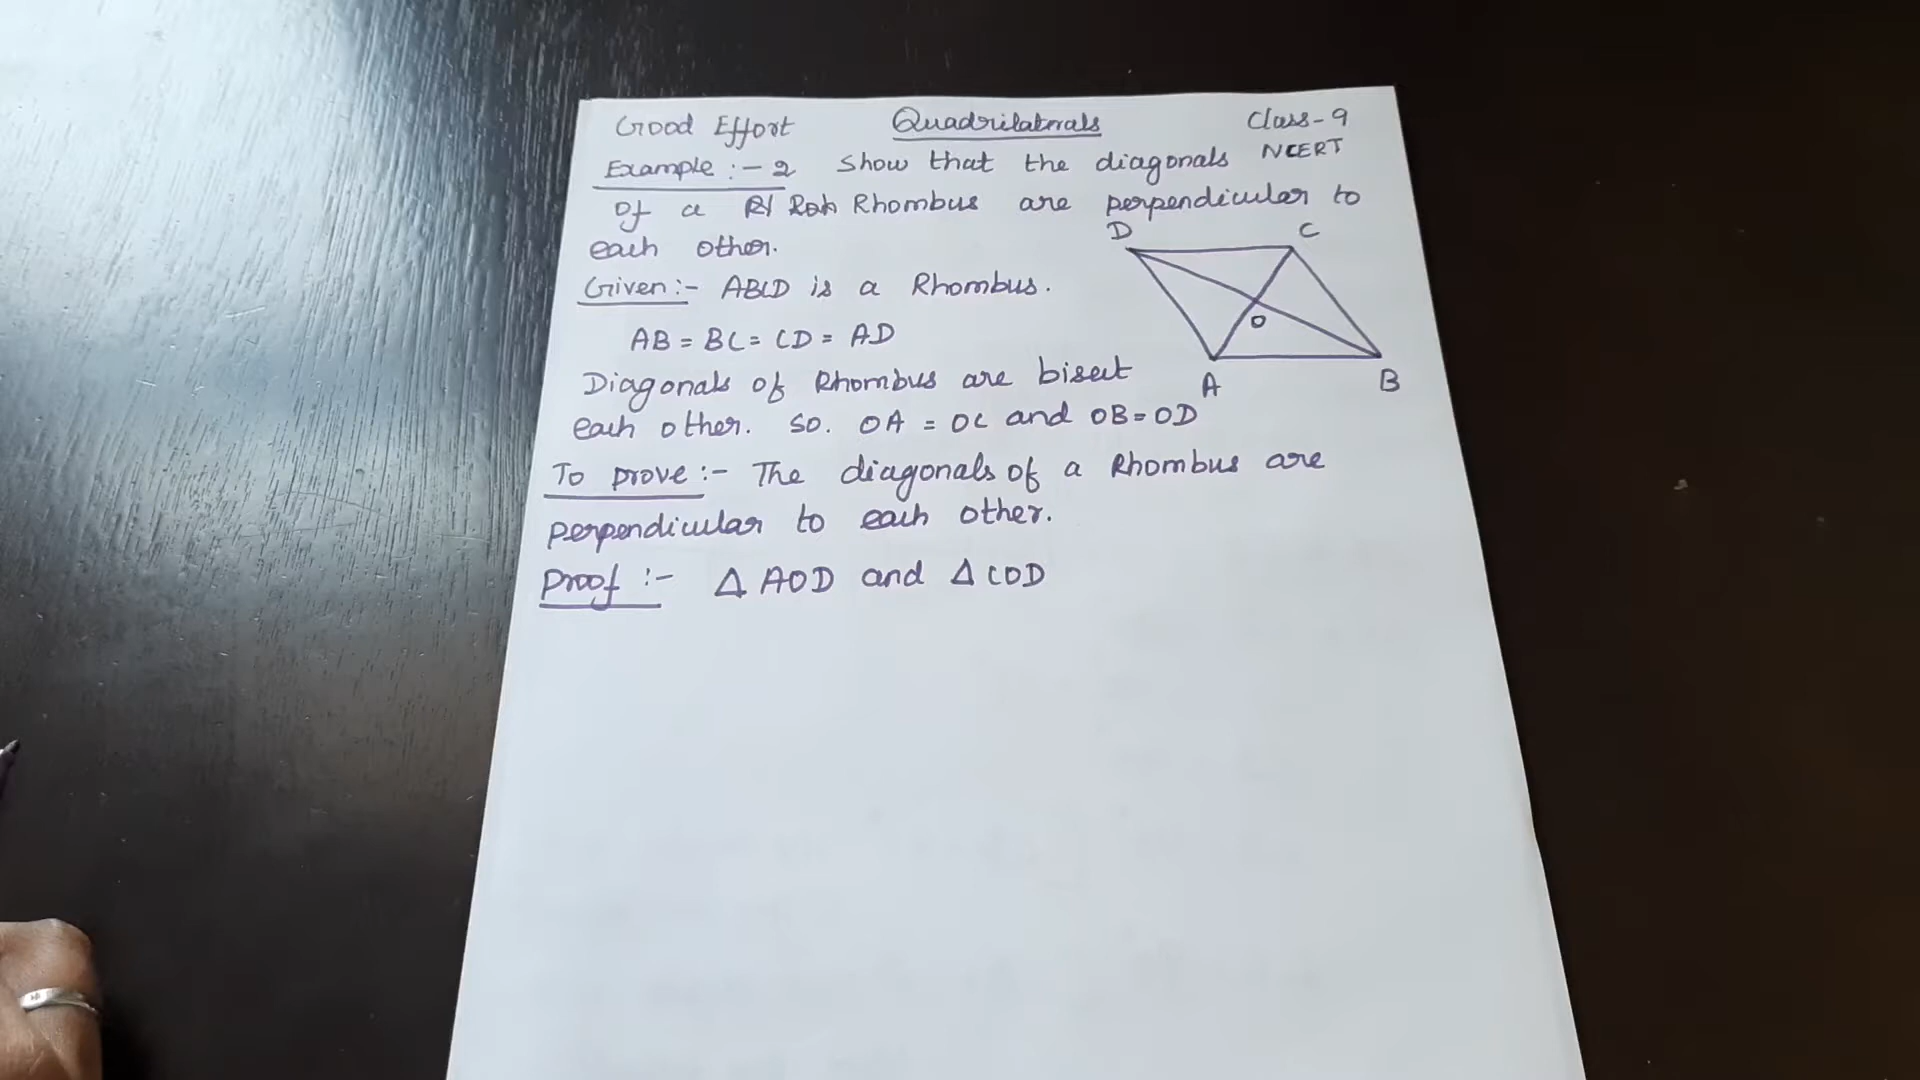 Good Effort Quadrilaterals Class-9
NCERT
Example :- 2 Show that the diagonals
of a Rhombus are perpendicular to
each other.
D C
Given :- ABCD is a Rhombus.
O
AB = BC = CD = AD
A B
Diagonals of Rhombus are bisect
each other. So. OA = OC and OB = OD
To prove :- The diagonals of a Rhombus are
perpendicular to each other.
Proof :- Δ AOD and Δ COD